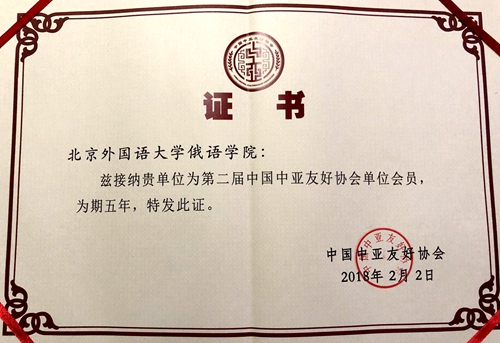 证书
北京外国语大学俄语学院：
兹接纳贵单位为第二届中国中亚友好协会单位会员，
为期五年，特发此证。
中国中亚友好协会
2018年2月2日